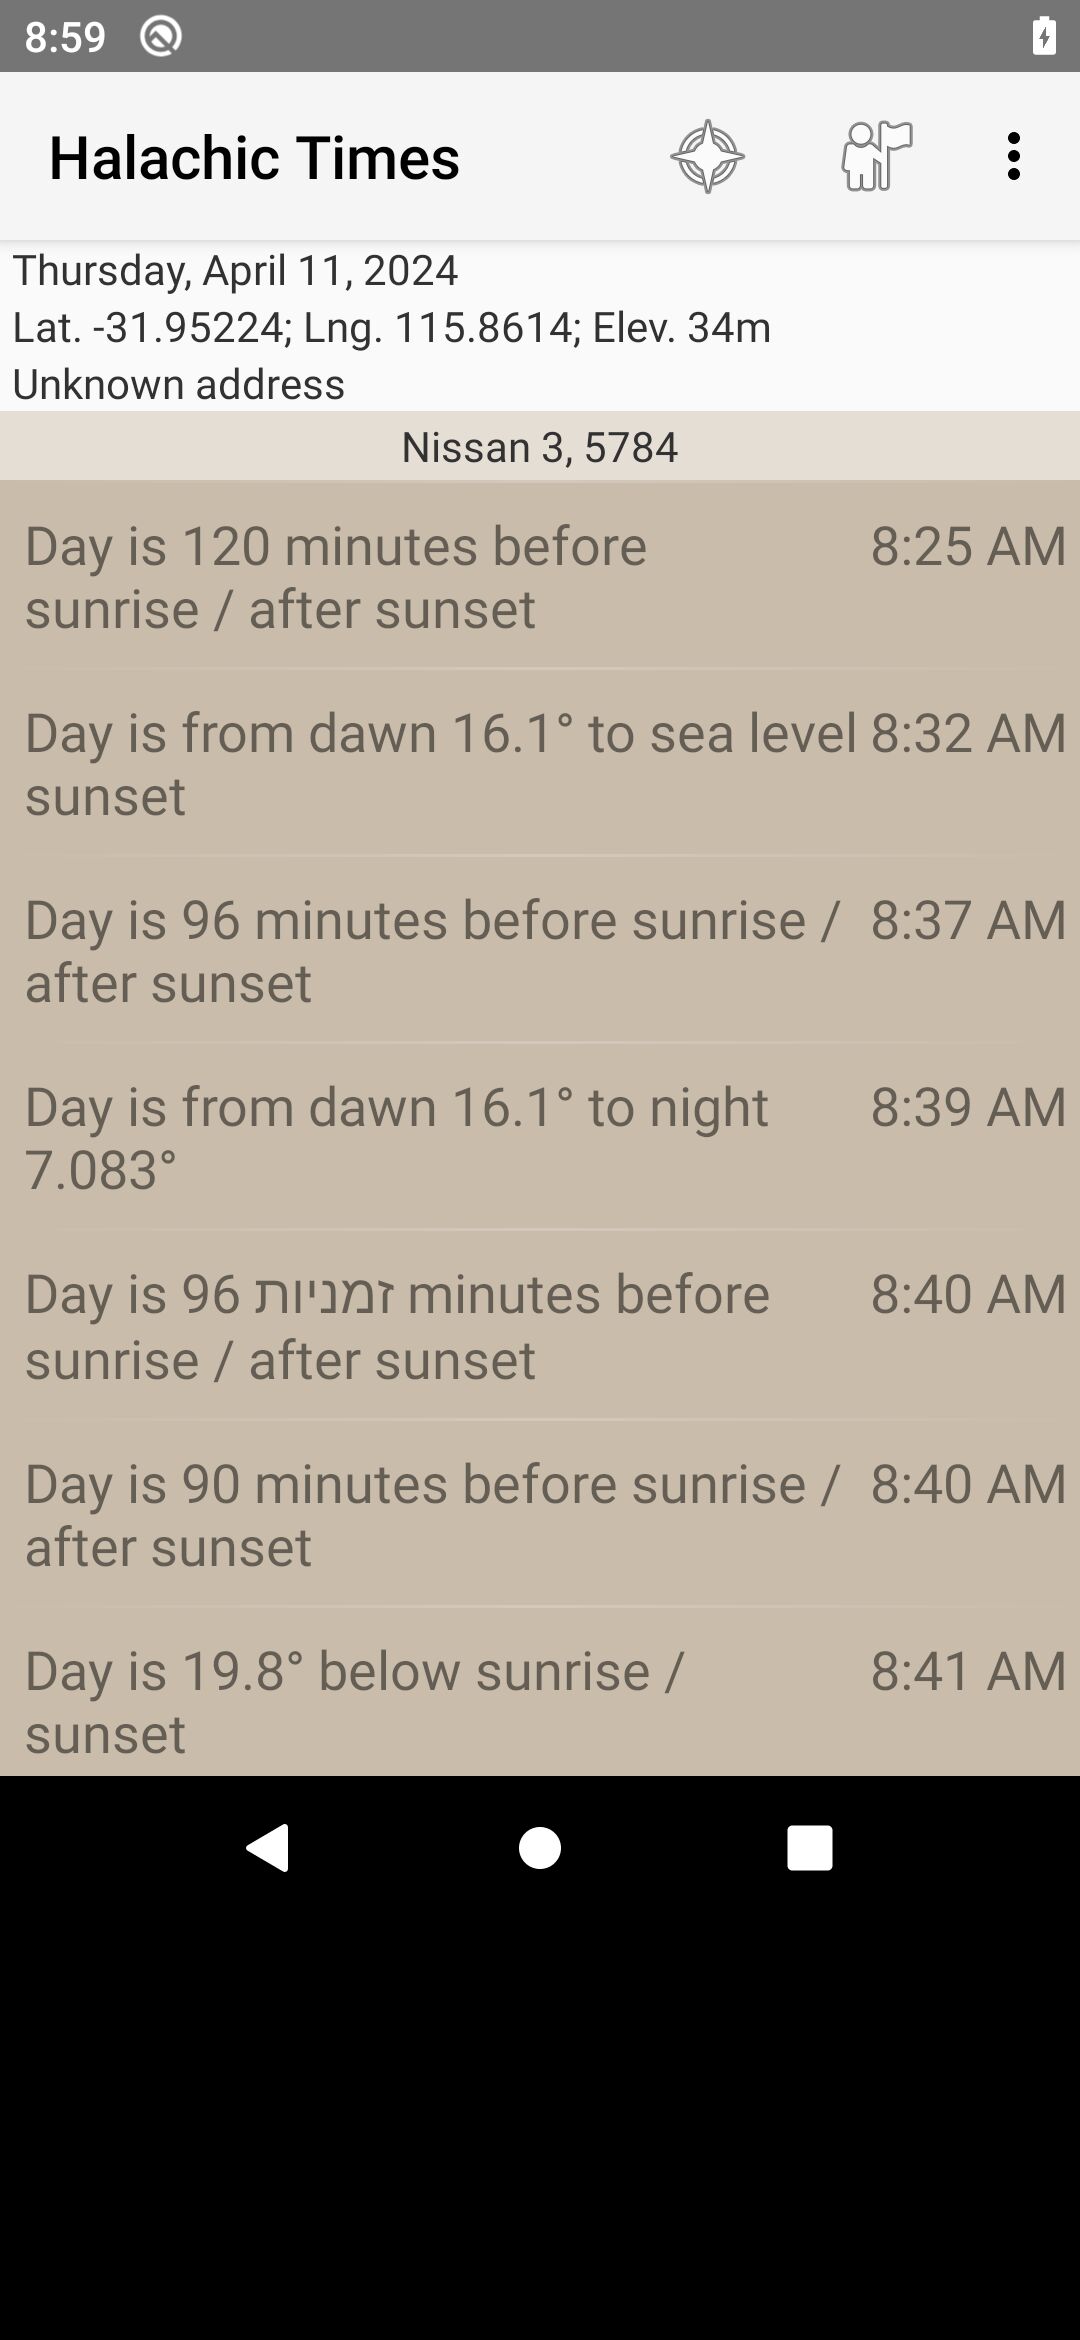 8:59
Halachic Times
Thursday, April 11, 2024
Lat. -31.95224; Lng. 115.8614; Elev. 34m
Unknown address
Nissan 3, 5784
Day is 120 minutes before 8:25 AM
sunrise / after sunset
Day is from dawn 16.1° to sea level 8:32 AM
sunset
Day is 96 minutes before sunrise / 8:37 AM
after sunset
Day is from dawn 16.1° to night 8:39 AM
7.083°
Day is 96 זמניות minutes before 8:40 AM
sunrise / after sunset
Day is 90 minutes before sunrise / 8:40 AM
after sunset
Day is 19.8° below sunrise / 8:41 AM
sunset